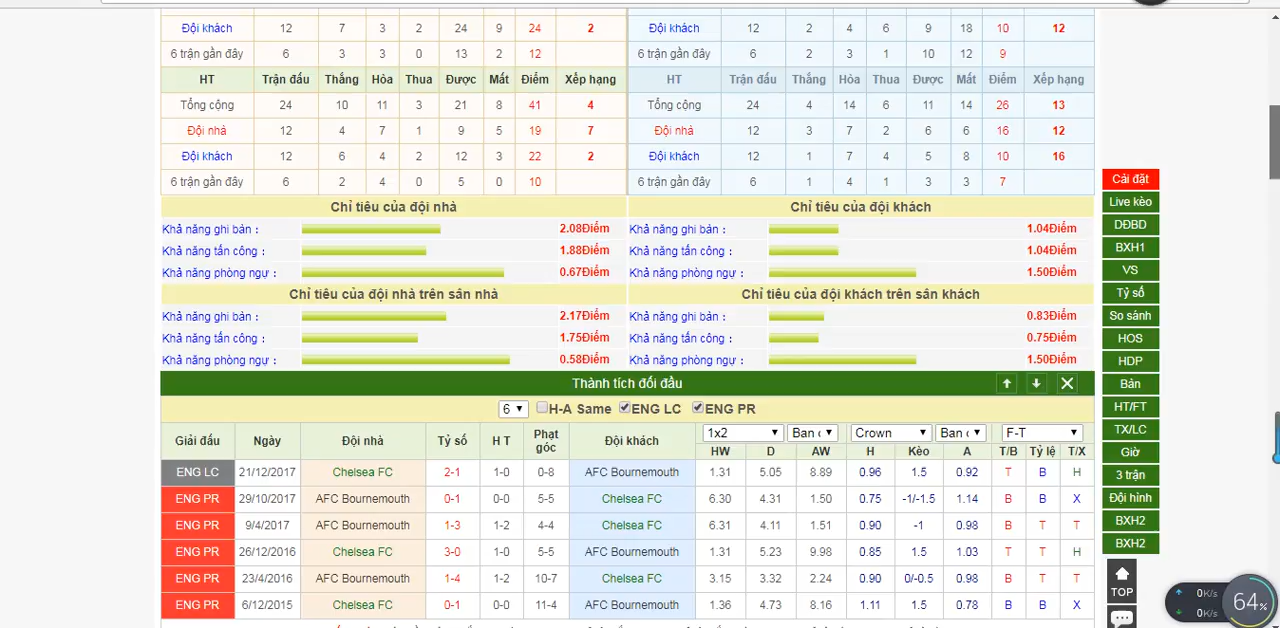 Đội khách 12 7 3 2 24 9 24 2 Đội khách 12 2 4 6 9 18 10 12
6 trận gần đây 6 3 3 0 13 2 12 6 trận gần đây 6 2 3 1 10 12 9
HT Trận đấu Thắng Hòa Thua Được Mất Điểm Xếp hạng HT Trận đấu Thắng Hòa Thua Được Mất Điểm Xếp hạng
Tổng cộng 24 10 11 3 21 8 41 4 Tổng cộng 24 4 14 6 11 14 26 13
Đội nhà 12 4 7 1 9 5 19 7 Đội nhà 12 3 7 2 6 6 16 12
Đội khách 12 6 4 2 12 3 22 2 Đội khách 12 1 7 4 5 8 10 16
6 trận gần đây 6 2 4 0 5 0 10 6 trận gần đây 6 1 4 1 3 3 7
Chỉ tiêu của đội nhà Chỉ tiêu của đội khách
Khả năng ghi bán : 2.08Điểm Khả năng ghi bán : 1.04Điểm
Khả năng tấn công : 1.88Điểm Khả năng tấn công : 1.04Điểm
Khả năng phòng ngự : 0.67Điểm Khả năng phòng ngự : 1.50Điểm
Chỉ tiêu của đội nhà trên sân nhà Chỉ tiêu của đội khách trên sân khách
Khả năng ghi bán : 2.17Điểm Khả năng ghi bán : 0.83Điểm
Khả năng tấn công : 1.75Điểm Khả năng tấn công : 0.75Điểm
Khả năng phòng ngự : 0.58Điểm Khả năng phòng ngự : 1.50Điểm
Thành tích đối đầu
6 H-A Same ENG LC ENG PR
Giải đấu Ngày Đội nhà Tỷ số H T Phạt góc Đội khách 1x2 Ban c Crown Ban c F-T
HW D AW H Kèo A T/B Tỷ lệ T/X
ENG LC 21/12/2017 Chelsea FC 2-1 1-0 0-8 AFC Bournemouth 1.31 5.05 8.89 0.96 1.5 0.92 T B H
ENG PR 29/10/2017 AFC Bournemouth 0-1 0-0 5-5 Chelsea FC 6.30 4.31 1.50 0.75 -1/-1.5 1.14 B B X
ENG PR 9/4/2017 AFC Bournemouth 1-3 1-2 4-4 Chelsea FC 6.31 4.11 1.51 0.90 -1 0.98 B T T
ENG PR 26/12/2016 Chelsea FC 3-0 1-0 5-5 AFC Bournemouth 1.31 5.23 9.98 0.85 1.5 1.03 T T H
ENG PR 23/4/2016 AFC Bournemouth 1-4 1-2 10-7 Chelsea FC 3.15 3.32 2.24 0.90 0/-0.5 0.98 B T T
ENG PR 6/12/2015 Chelsea FC 0-1 0-0 11-4 AFC Bournemouth 1.36 4.73 8.16 1.11 1.5 0.78 B B X
Cải đặt
Live kèo
DĐBD
BXH1
VS
Tỷ số
So sánh
HOS
HDP
Bản
HT/FT
TX/LC
Giờ
3 trận
Đội hình
BXH2
BXH2
TOP
0K/s
0K/s
64%